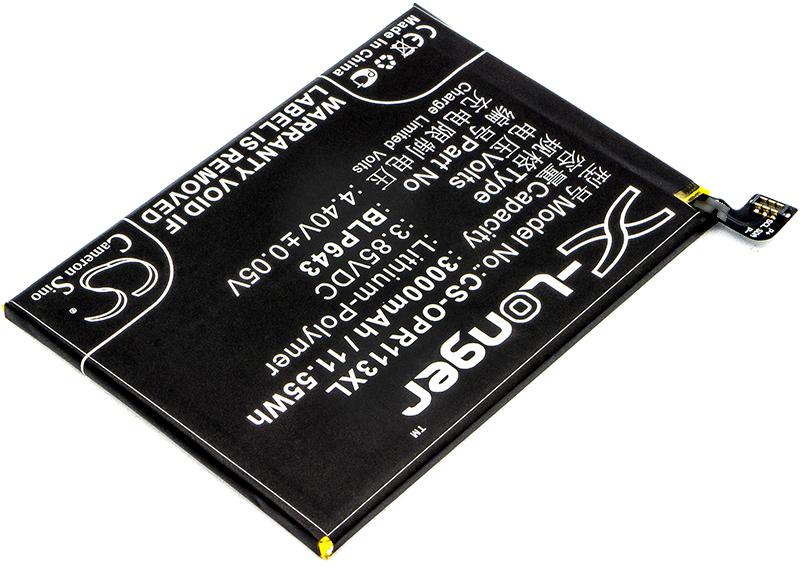 X-Longer™
型号Model No.: CS-OPR113XL
容量Capacity: 3000mAh / 11.55Wh
规格Type Lithium-Polymer
电压Volts 3.85VDC
编号Part No BLP643
充电限制电压: 4.40V±0.05V
Charge Limited Volts
WARRANTY VOID IF
LABEL IS REMOVED
CS
Cameron Sino
CE
Made in China